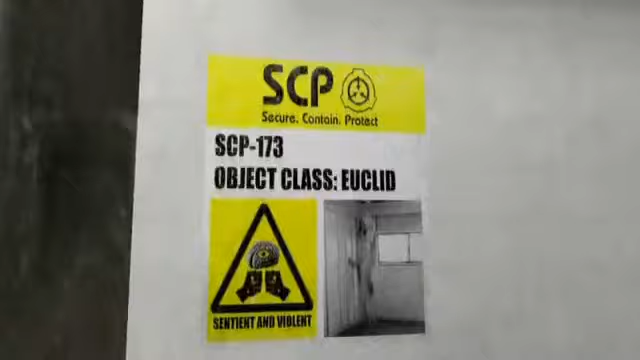 SCP
Secure. Contain. Protect
SCP-173
OBJECT CLASS: EUCLID
SENTIENT AND VIOLENT